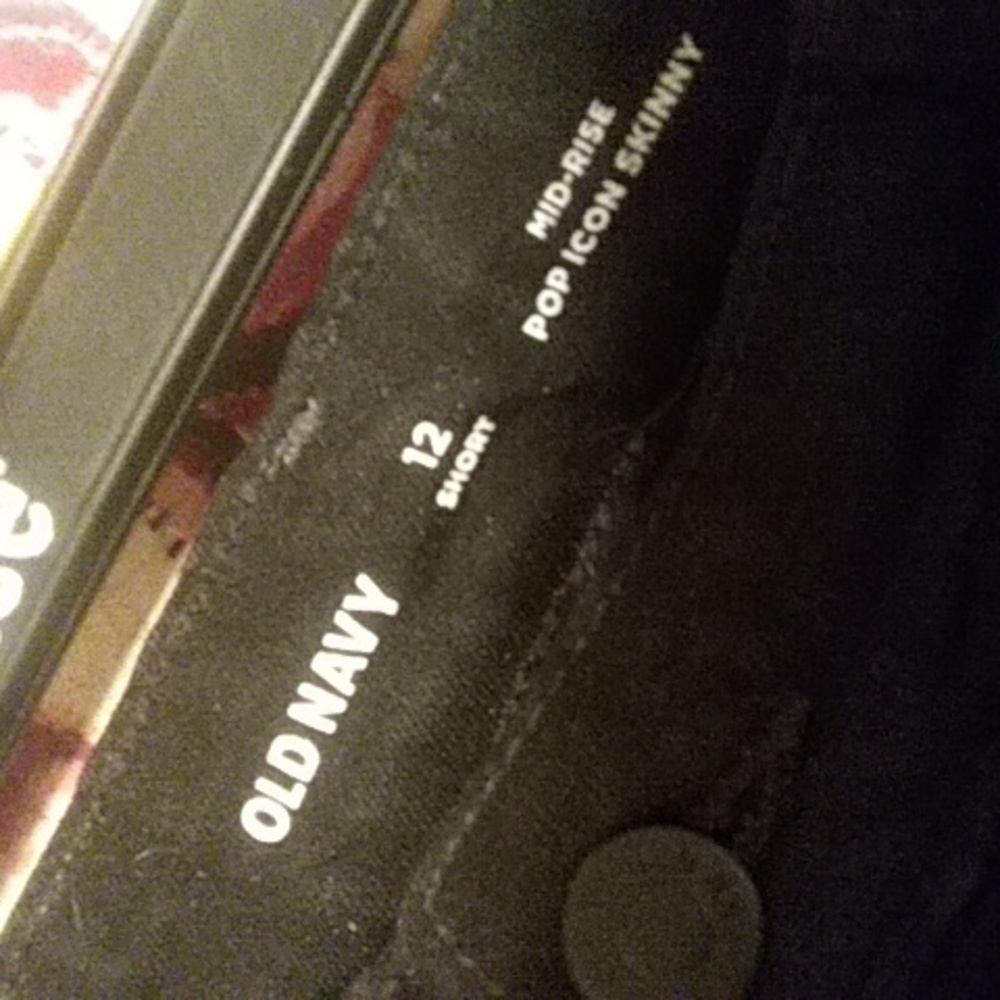 OLD NAVY
12
SHORT
MID-RISE
POP ICON SKINNY